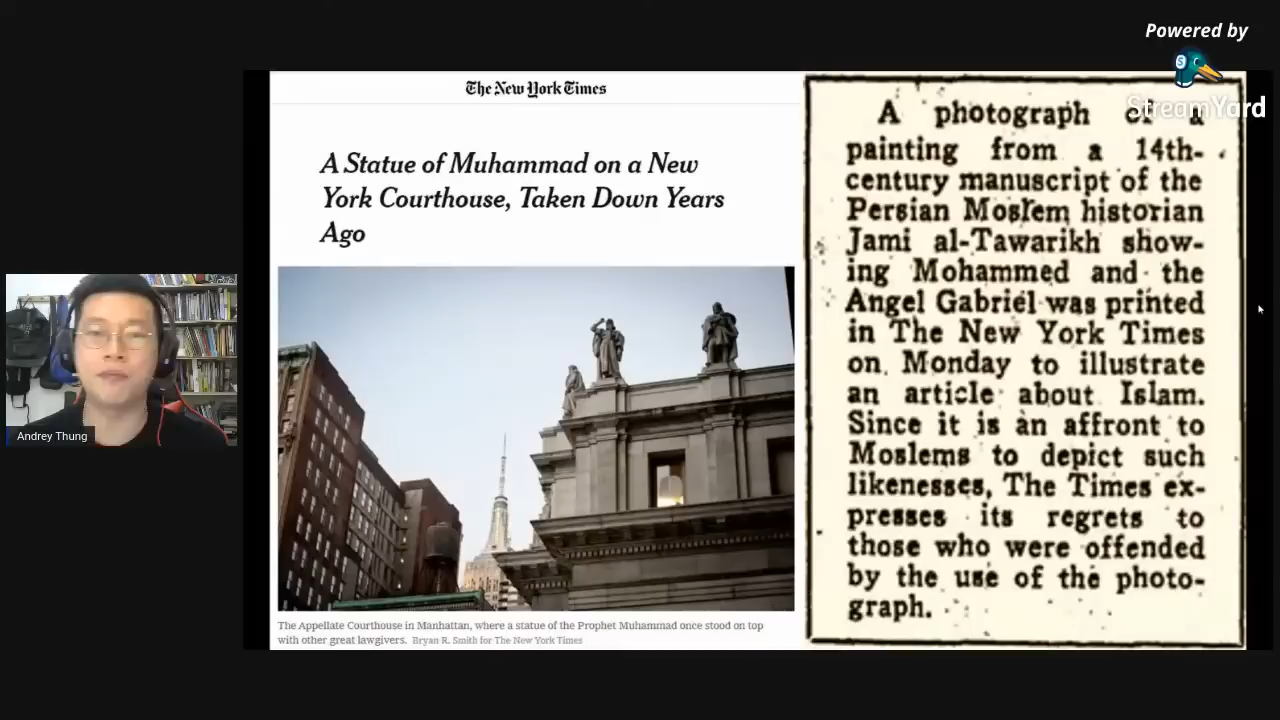 Powered by
StreamYard
The New York Times
A Statue of Muhammad on a New
York Courthouse, Taken Down Years
Ago
The Appellate Courthouse in Manhattan, where a statue of the Prophet Muhammad once stood on top
with other great lawgivers. Bryan R. Smith for The New York Times
A photograph of a
painting from a 14th-
century manuscript of the
Persian Moslem historian
Jami al-Tawarikh show-
ing Mohammed and the
Angel Gabriel was printed
in The New York Times
on Monday to illustrate
an article about Islam.
Since it is an affront to
Moslems to depict such
likenesses, The Times ex-
presses its regrets to
those who were offended
by the use of the photo-
graph.
Andrey Thung